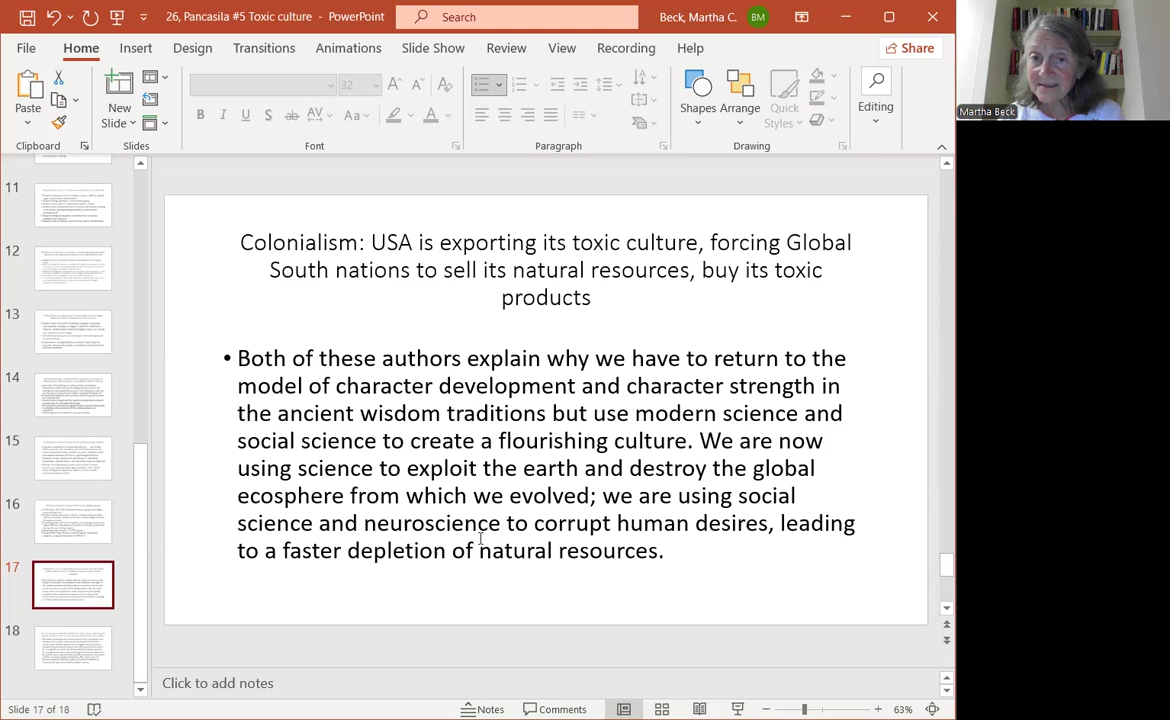 26, Pancasila #5 Toxic culture - PowerPoint
Search
Beck, Martha C.
BM
File
Home
Insert
Design
Transitions
Animations
Slide Show
Review
View
Recording
Help
Share
Paste
New
Slide
32
B I U S ab AV Aa A
Shapes
Arrange
Quick
Styles
Editing
Clipboard
Slides
Font
Paragraph
Drawing
Martha Beck
11
12
13
14
15
16
17
18
Colonialism: USA is exporting its toxic culture, forcing Global
South nations to sell its natural resources, buy its toxic
products
• Both of these authors explain why we have to return to the
model of character development and character strength in
the ancient wisdom traditions but use modern science and
social science to create a flourishing culture. We are now
using science to exploit the earth and destroy the global
ecosphere from which we evolved; we are using social
science and neuroscience to corrupt human desires, leading
to a faster depletion of natural resources.
Click to add notes
Slide 17 of 18
Notes
Comments
63%